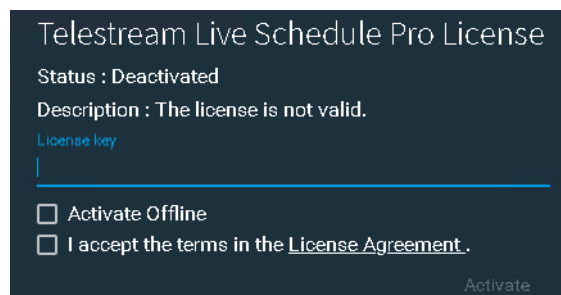 Telestream Live Schedule Pro License
Status : Deactivated
Description : The license is not valid.
License key
Activate Offline
I accept the terms in the License Agreement .
Activate